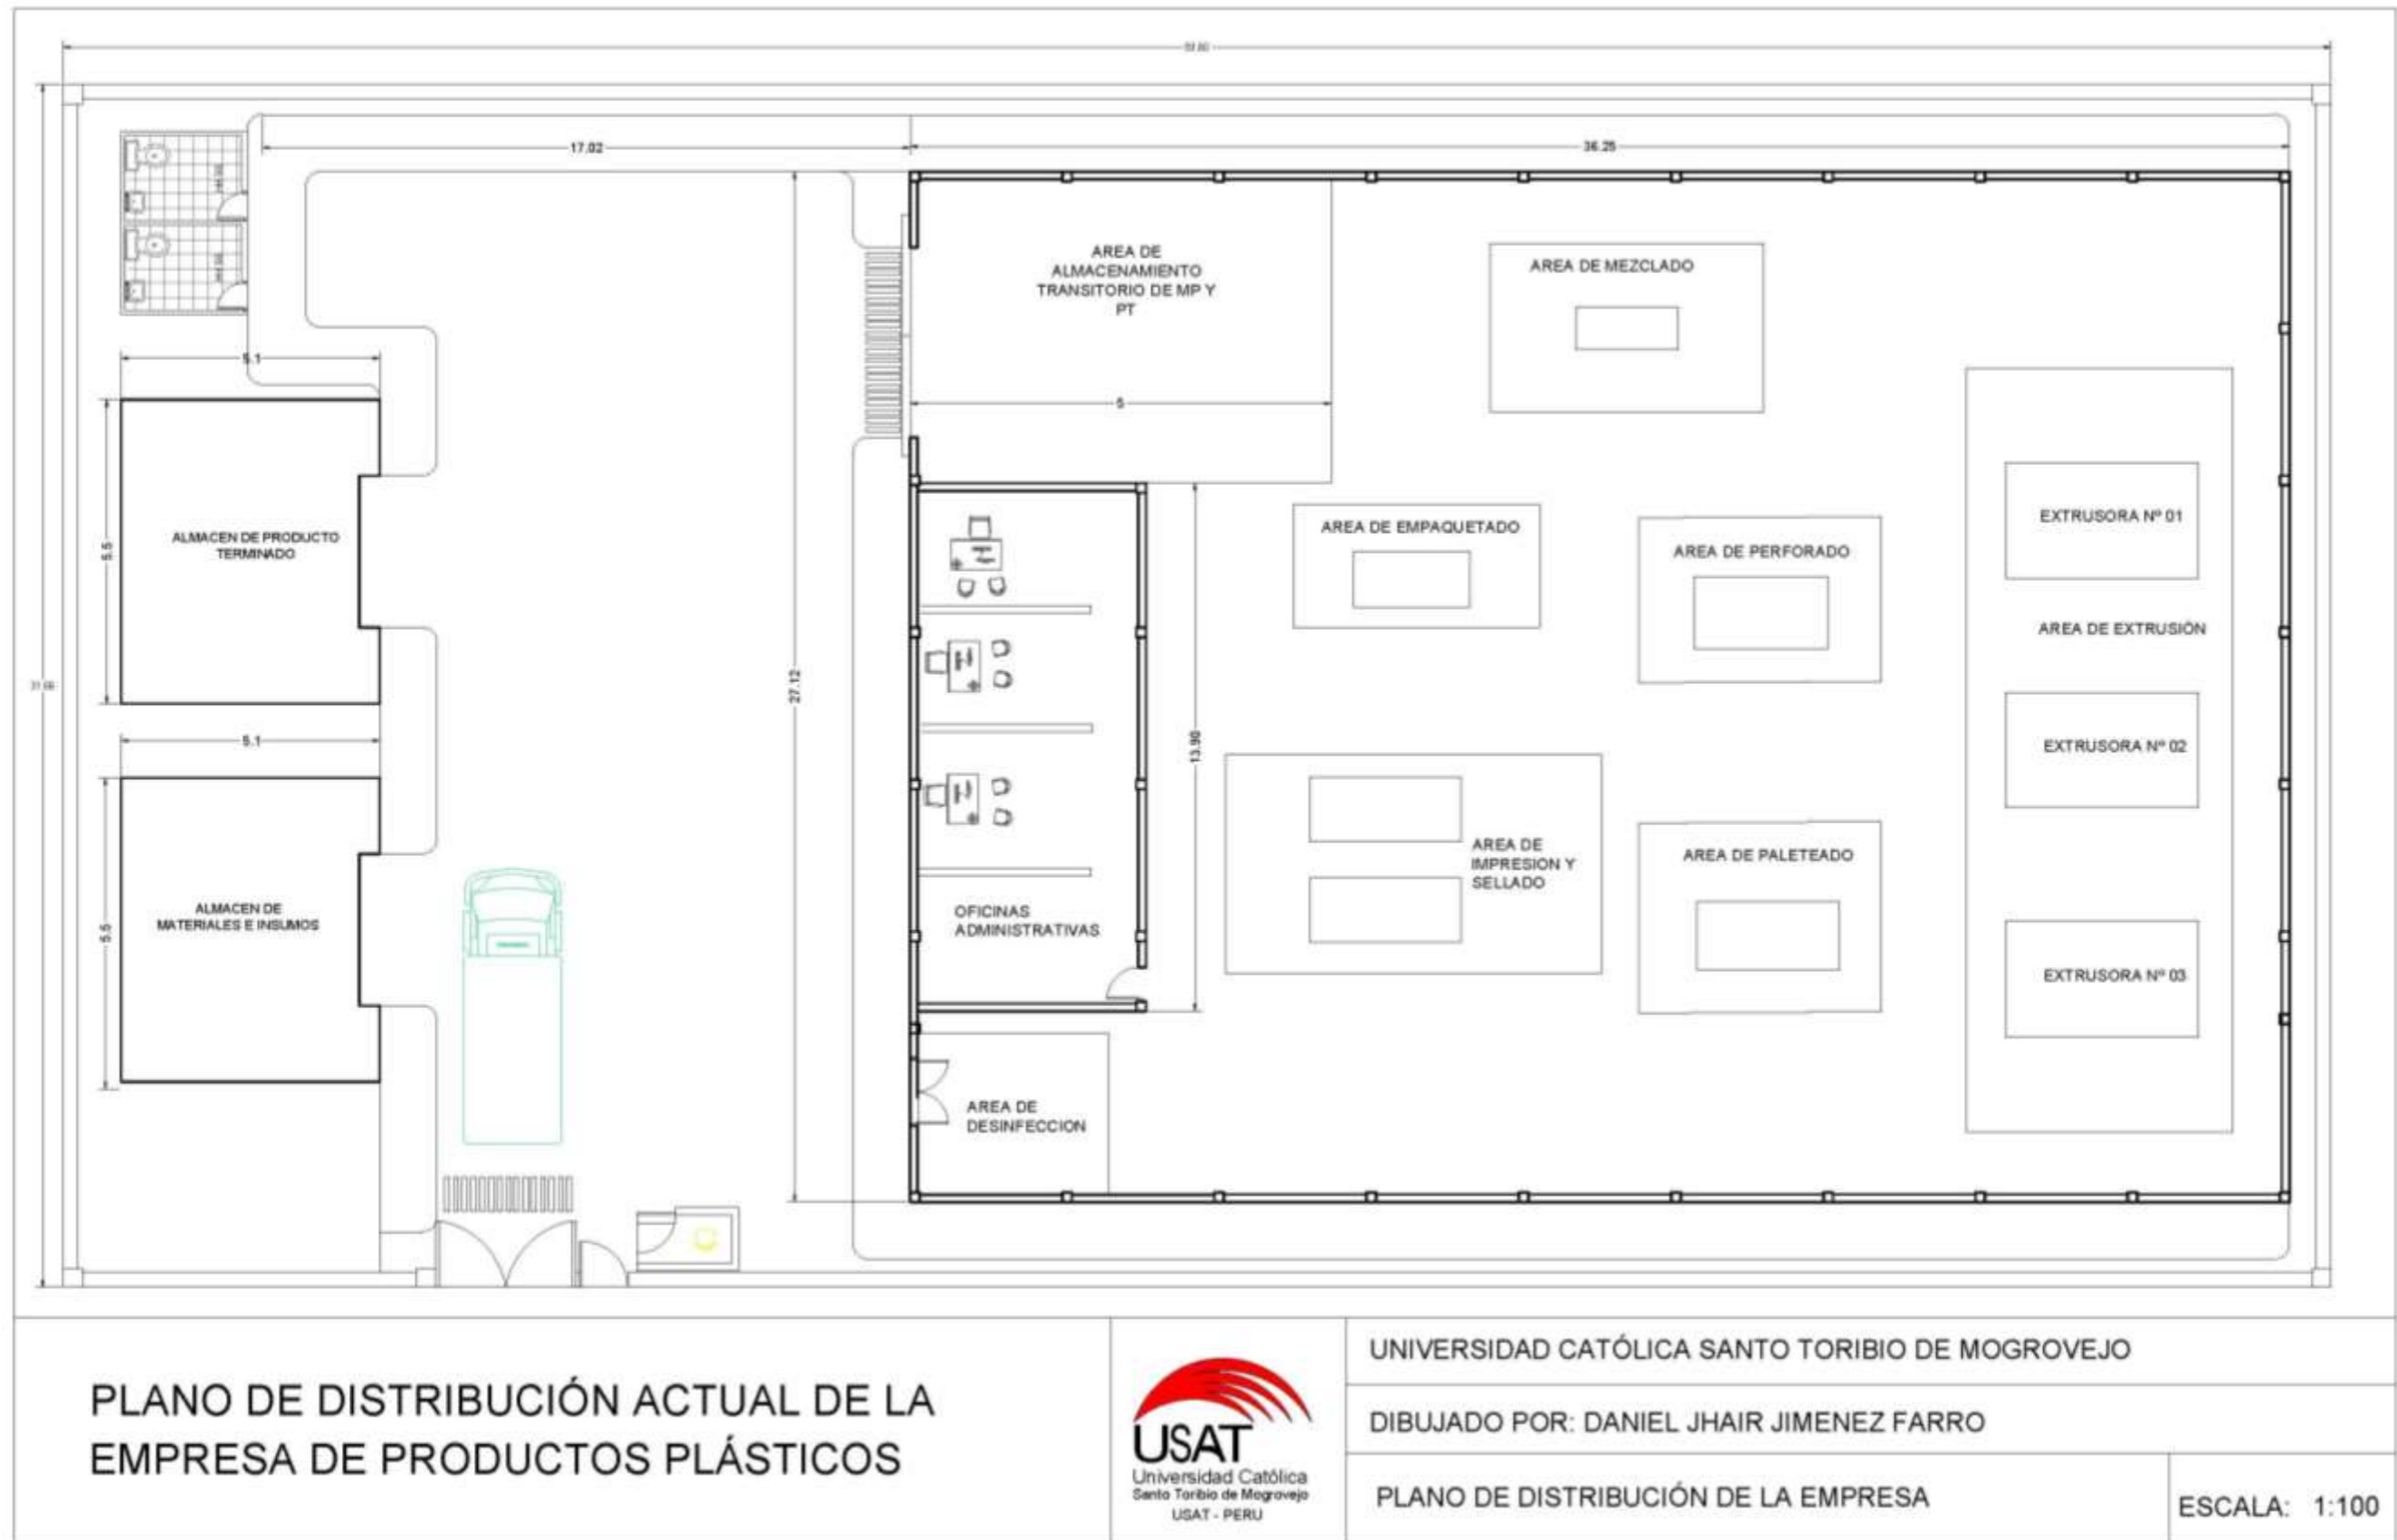 17.02
36.25
AREA DE
ALMACENAMIENTO
TRANSITORIO DE MP Y
PT
AREA DE MEZCLADO
5.1
5
5.5
ALMACEN DE PRODUCTO
TERMINADO
AREA DE EMPAQUETADO
AREA DE PERFORADO
EXTRUSORA Nº 01
AREA DE EXTRUSIÓN
27.12
13.90
5.1
EXTRUSORA Nº 02
5.5
ALMACEN DE
MATERIALES E INSUMOS
OFICINAS
ADMINISTRATIVAS
AREA DE
IMPRESION Y
SELLADO
AREA DE PALETEADO
EXTRUSORA Nº 03
AREA DE
DESINFECCION
PLANO DE DISTRIBUCIÓN ACTUAL DE LA
EMPRESA DE PRODUCTOS PLÁSTICOS
USAT
Universidad Católica
Santo Toribio de Mogrovejo
USAT - PERU
UNIVERSIDAD CATÓLICA SANTO TORIBIO DE MOGROVEJO
DIBUJADO POR: DANIEL JHAIR JIMENEZ FARRO
PLANO DE DISTRIBUCIÓN DE LA EMPRESA
ESCALA: 1:100